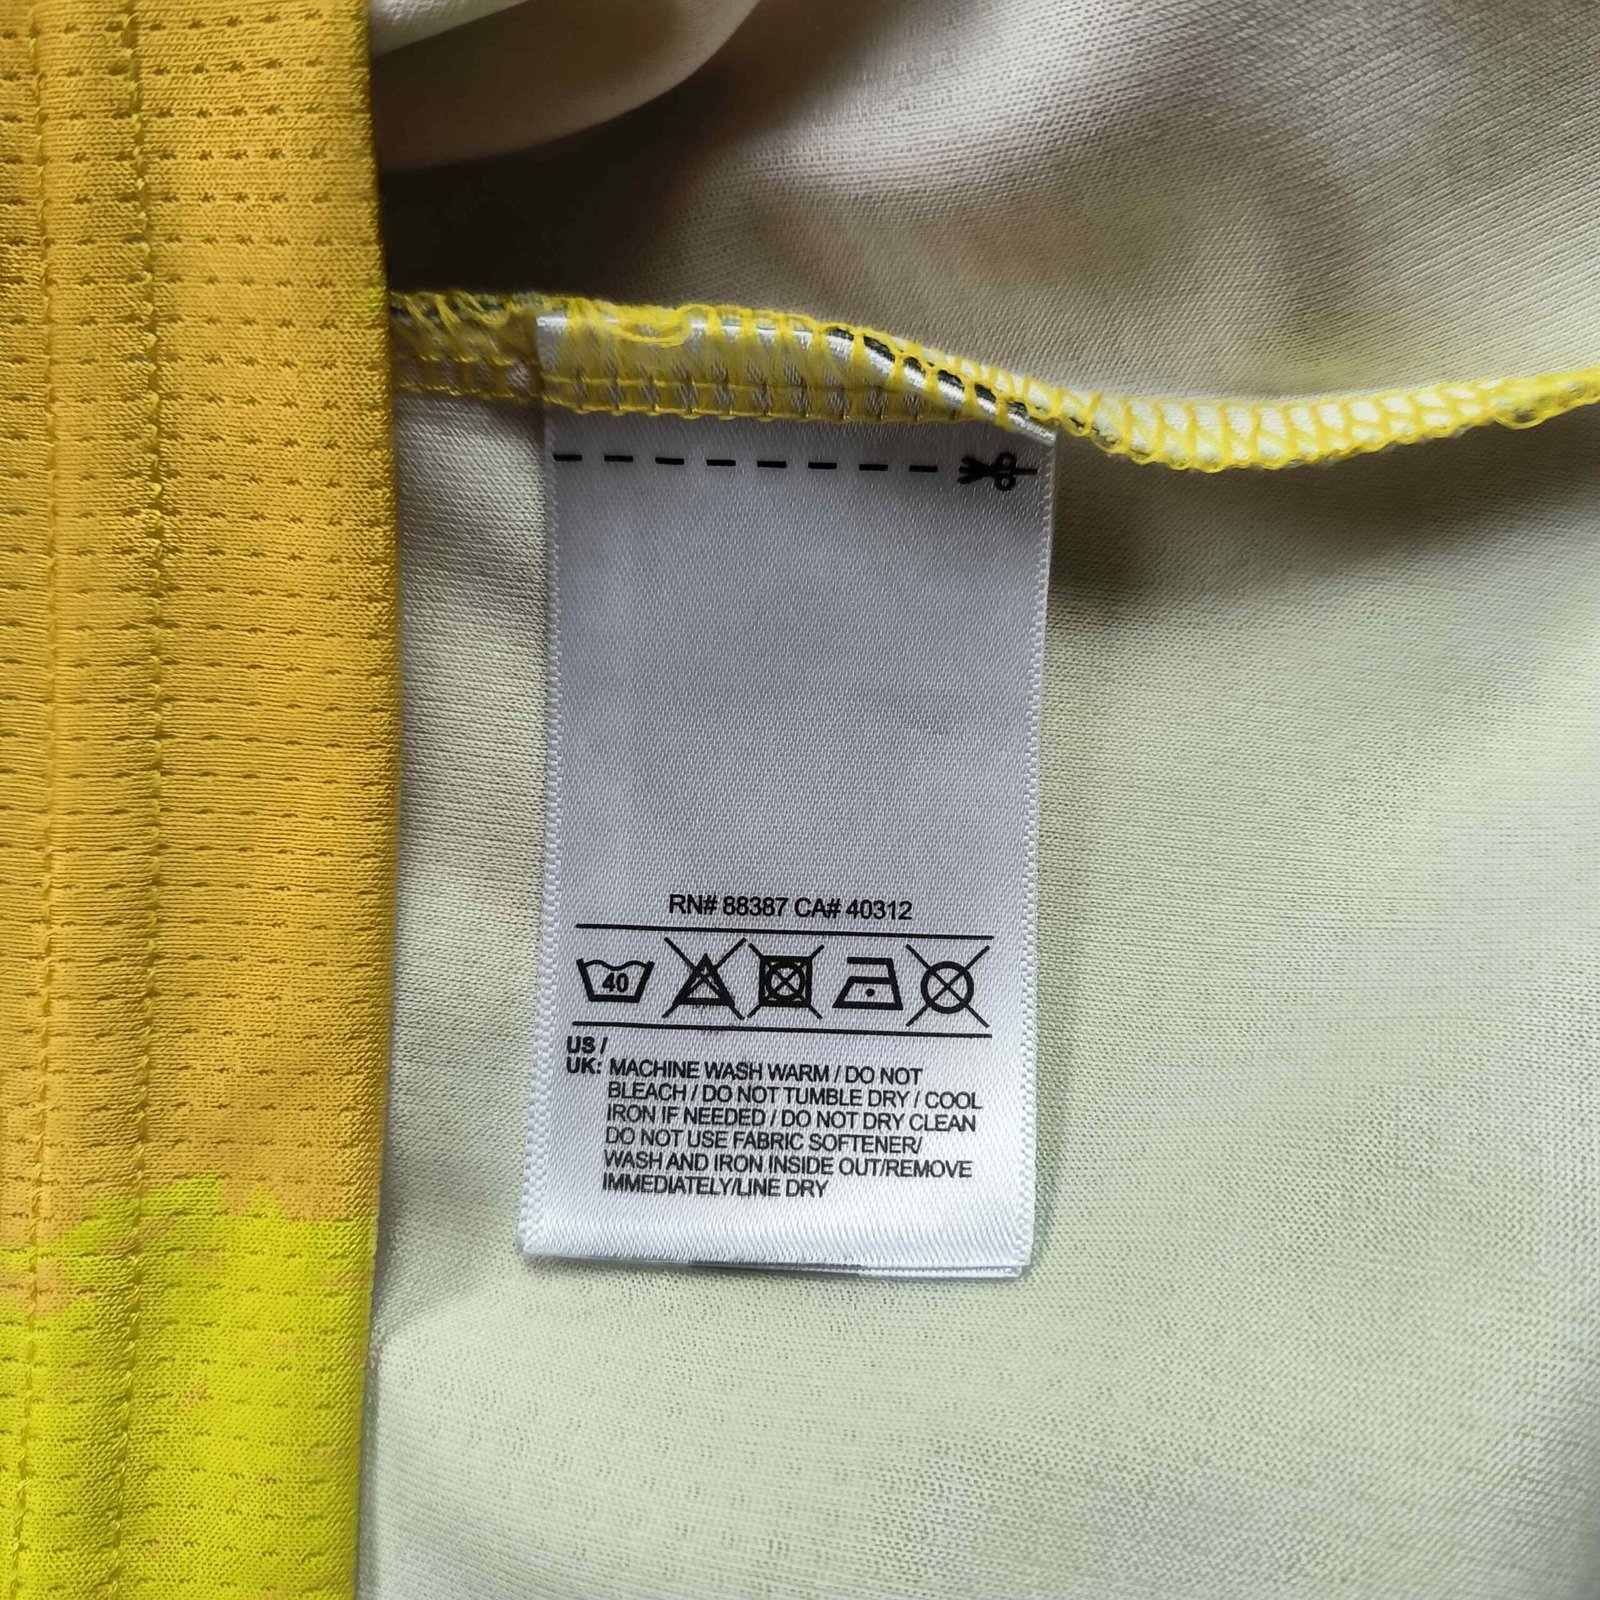 RN# 88387 CA# 40312
40
US /
UK: MACHINE WASH WARM / DO NOT
BLEACH / DO NOT TUMBLE DRY / COOL
IRON IF NEEDED / DO NOT DRY CLEAN
DO NOT USE FABRIC SOFTENER/
WASH AND IRON INSIDE OUT/REMOVE
IMMEDIATELY/LINE DRY